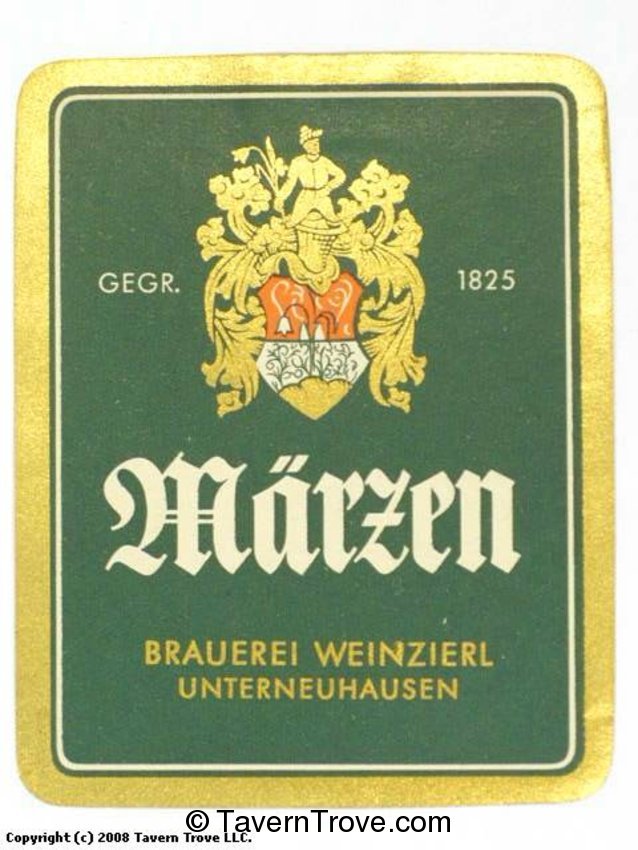 GEGR. 1825
Märzen
BRAUEREI WEINZIERL
UNTERNEUHAUSEN
© TavernTrove.com
Copyright (c) 2008 Tavern Trove LLC.